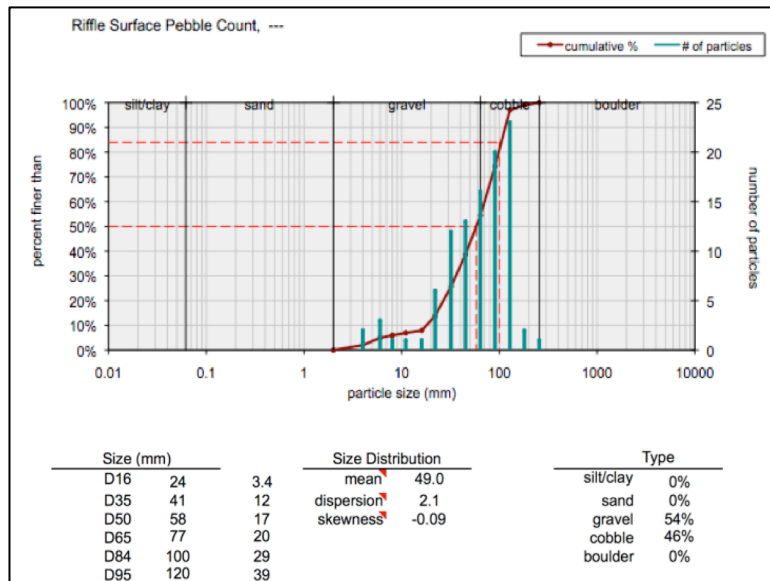 Riffle Surface Pebble Count, ---
cumulative % # of particles
silt/clay sand gravel cobble boulder
100% 25
90%
80% 20
70%
60% 15
50%
40% 10
30%
20% 5
10%
0% 0
percent finer than
number of particles
0.01 0.1 1 10 100 1000 10000
particle size (mm)
Size (mm) Size Distribution Type
D16 24 3.4 mean 49.0 silt/clay 0%
D35 41 12 dispersion 2.1 sand 0%
D50 58 17 skewness -0.09 gravel 54%
D65 77 20 cobble 46%
D84 100 29 boulder 0%
D95 120 39